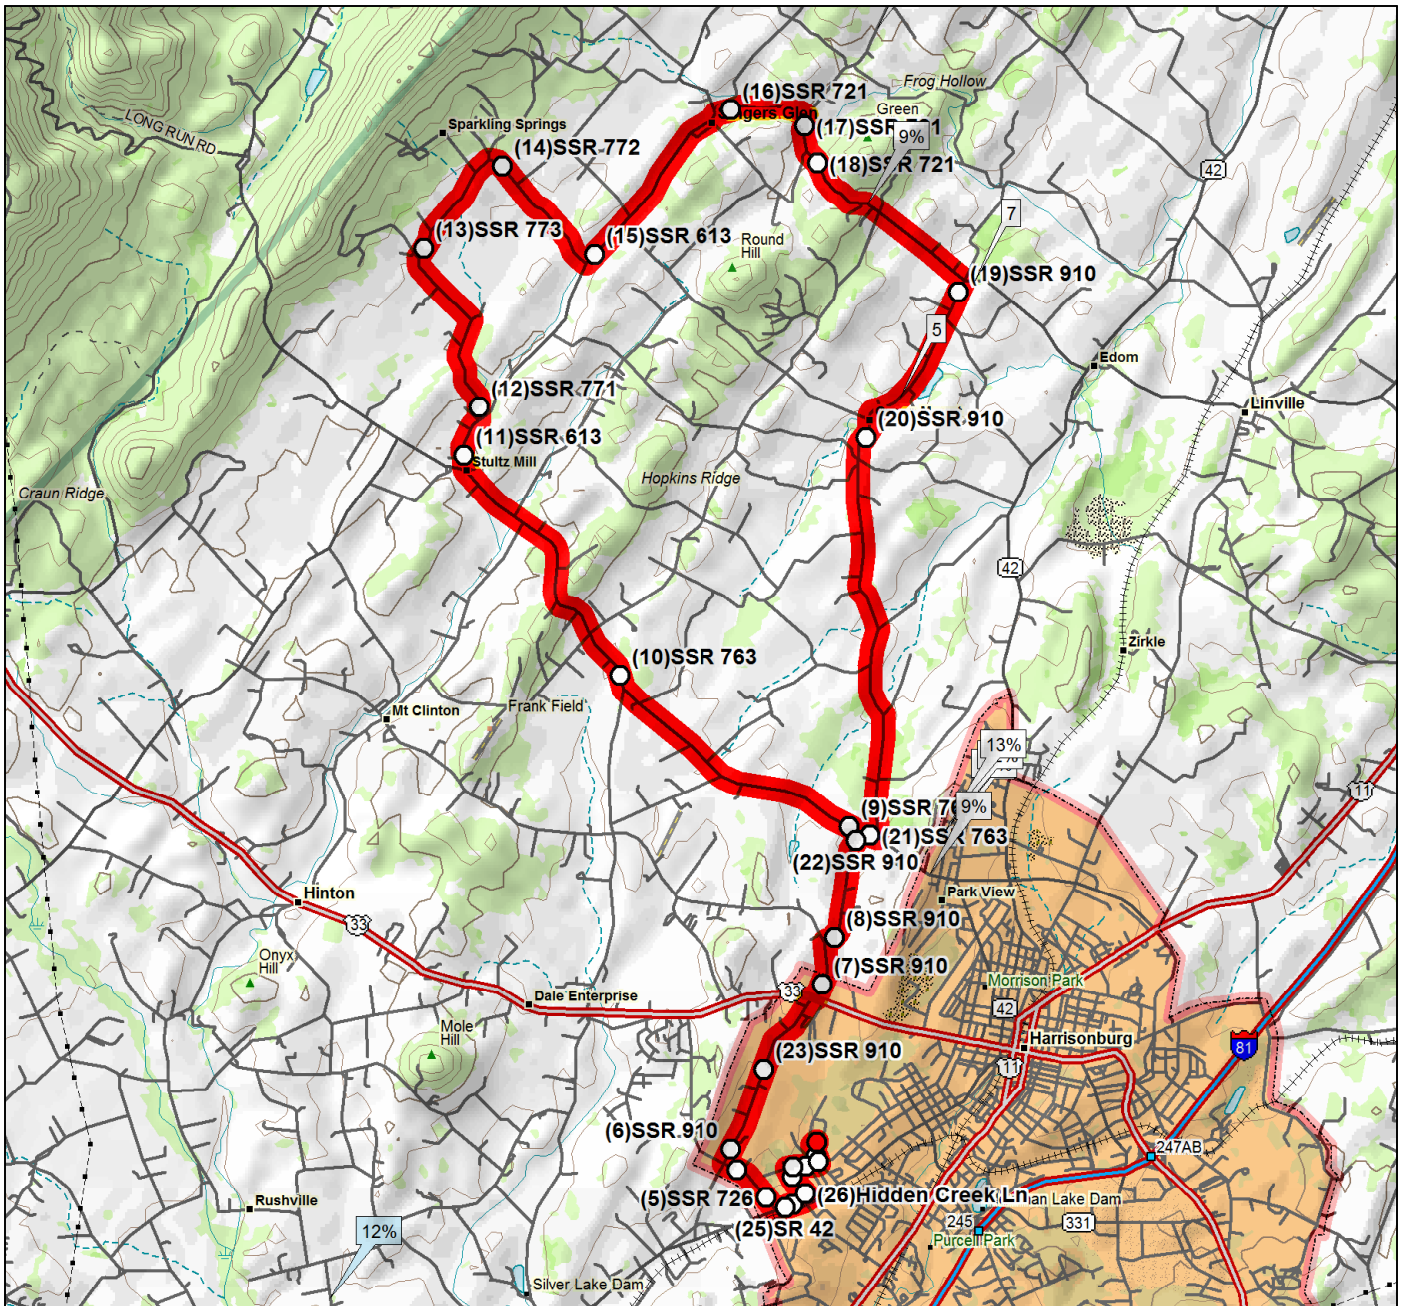 (16)SSR 721
Frog Hollow
Green
LONG RUN RD
Sparkling Springs
(17)SSR
9%
(14)SSR 772
(18)SSR 721
42
7
(13)SSR 773
(15)SSR 613
Round
Hill
(19)SSR 910
5
Edom
(12)SSR 771
Linville
(20)SSR 910
(11)SSR 613
Stultz Mill
Hopkins Ridge
Craun Ridge
42
Zirkle
(10)SSR 763
Frank Field
Mt Clinton
13%
11
(9)SSR
9%
(21)SSR 763
(22)SSR 910
Hinton
Park View
33
(8)SSR 910
Onyx
Hill
(7)SSR 910
Morrison Park
Dale Enterprise
33
42
Mole
Hill
Harrisonburg
81
(23)SSR 910
11
(6)SSR 910
247AB
Rushville
(5)SSR 726
(26)Hidden Creek Ln
Lake Dam
12%
(25)SR 42
245
331
Purcell Park
Silver Lake Dam